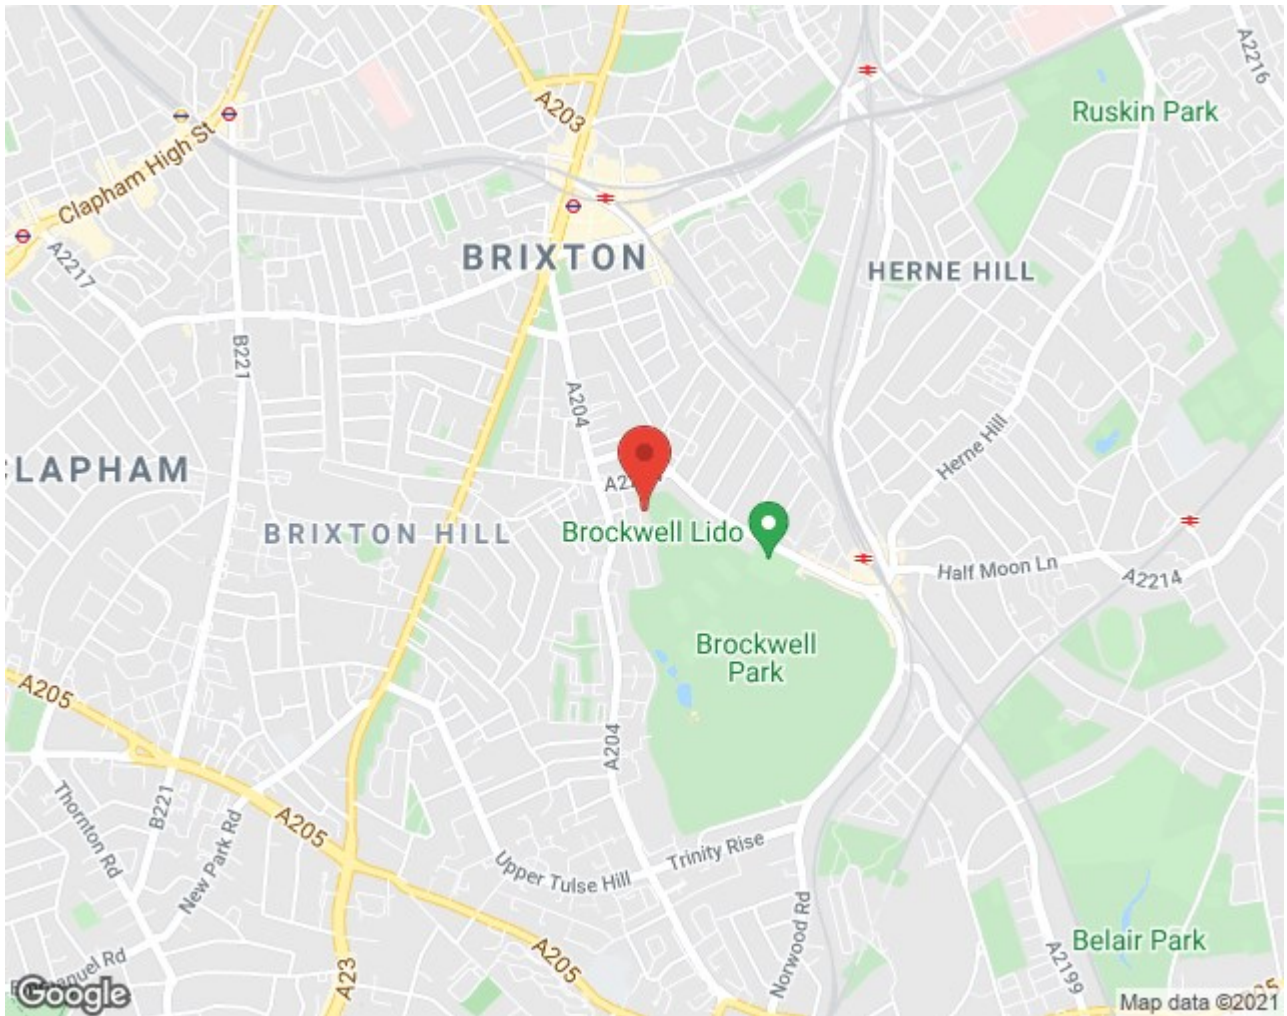 A2216
Ruskin Park
A203
Clapham High St
A2217
BRIXTON
HERNE HILL
B221
A204
Herne Hill
CLAPHAM
BRIXTON HILL
Brockwell Lido
Half Moon Ln
A2214
Brockwell
Park
A205
A204
Thornton Rd
B221
New Park Rd
A205
Trinity Rise
Upper Tulse Hill
Norwood Rd
Belair Park
A205
A23
A2199
Google
Map data ©2021